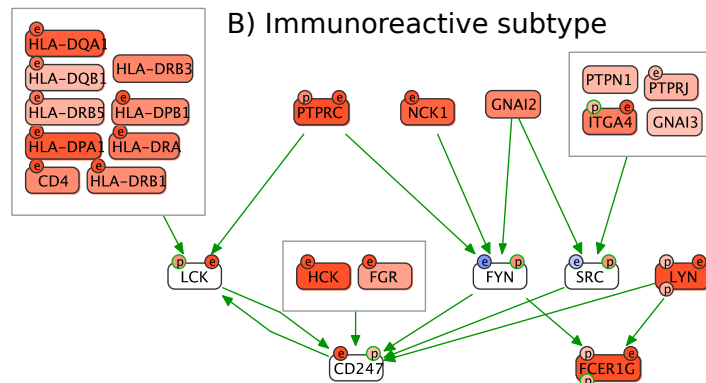 B) Immunoreactive subtype
e
HLA-DQA1
e
HLA-DQB1
HLA-DRB3
e
HLA-DRB5
e
HLA-DPB1
e
HLA-DPA1
e
HLA-DRA
e
CD4
e
HLA-DRB1
p e
PTPRC
e
NCK1
GNAI2
PTPN1
e
PTPRJ
p e
ITGA4
GNAI3
p e
LCK
e
HCK
e
FGR
e p
FYN
e p
SRC
p e
LYN
p
e p
CD247
p e
FCER1G
p